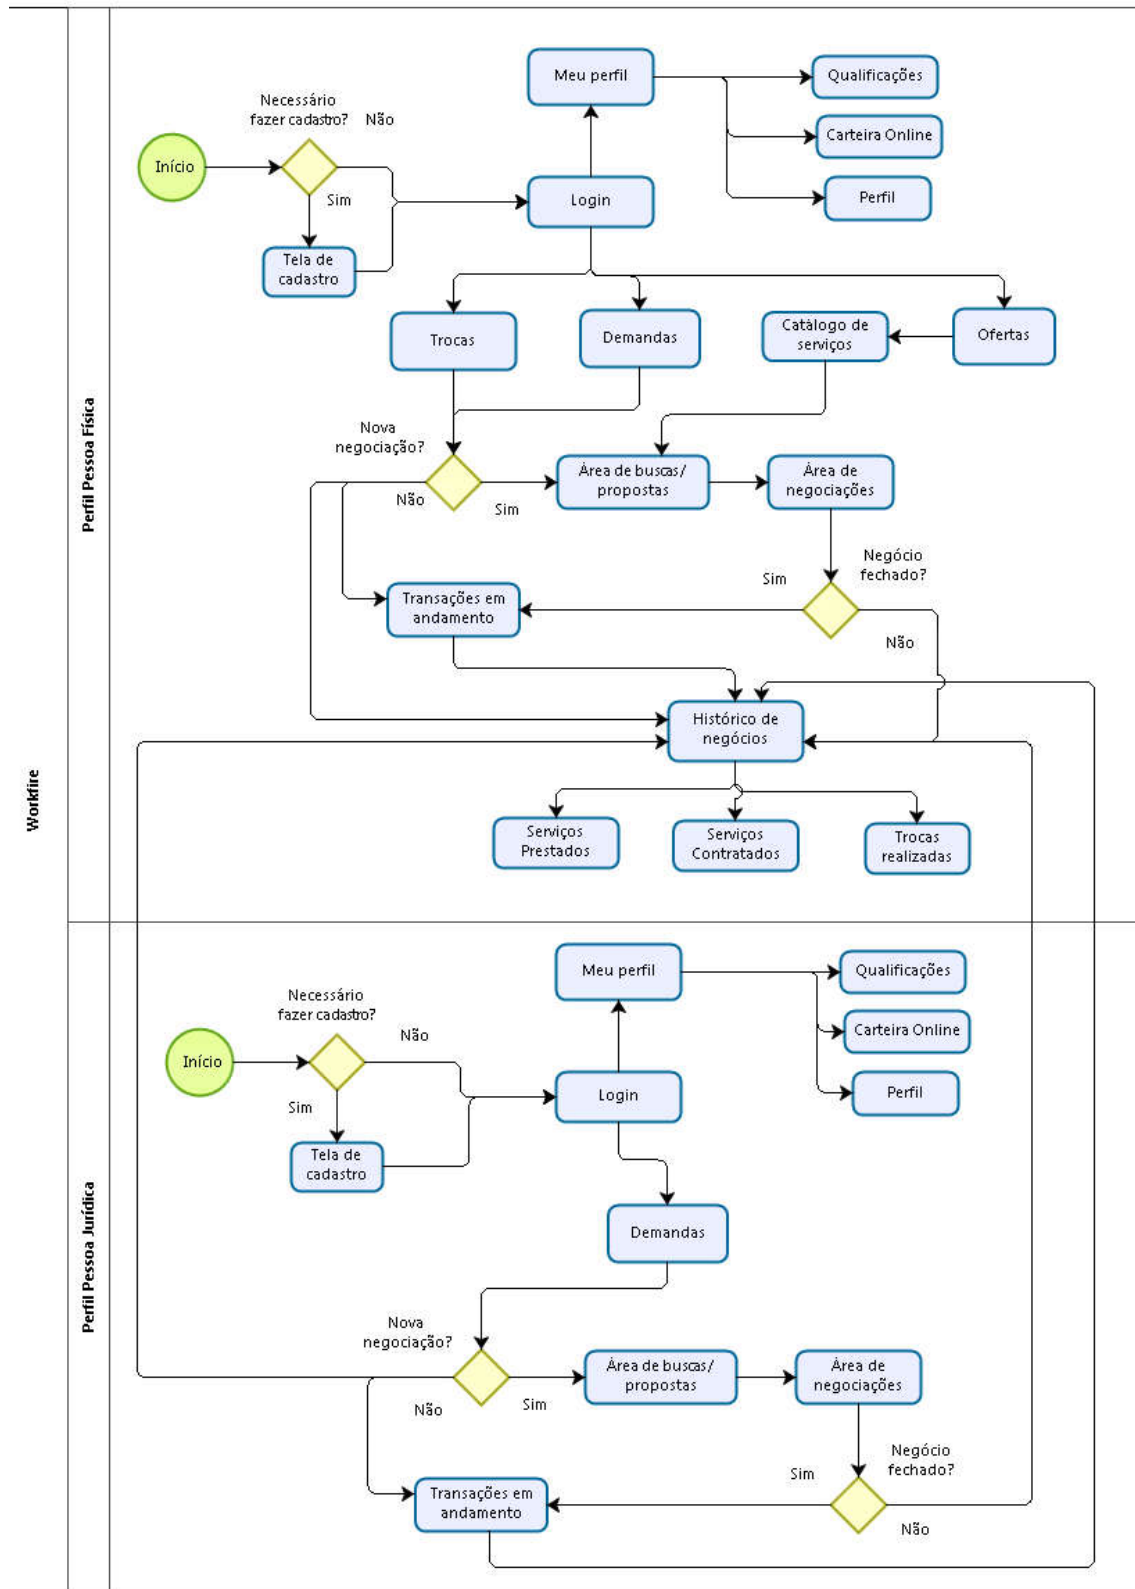 Workfire
Perfil Pessoa Física
Meu perfil
Qualificações
Necessário
fazer cadastro?
Não
Carteira Online
Início
Sim
Login
Perfil
Tela de
cadastro
Trocas
Demandas
Catálogo de
serviços
Ofertas
Nova
negociação?
Não
Sim
Área de buscas/
propostas
Área de
negociações
Negócio
fechado?
Sim
Não
Transações em
andamento
Histórico de
negócios
Serviços
Prestados
Serviços
Contratados
Trocas
realizadas
Perfil Pessoa Jurídica
Meu perfil
Qualificações
Necessário
fazer cadastro?
Não
Carteira Online
Início
Sim
Login
Perfil
Tela de
cadastro
Demandas
Nova
negociação?
Não
Sim
Área de buscas/
propostas
Área de
negociações
Negócio
fechado?
Sim
Não
Transações em
andamento